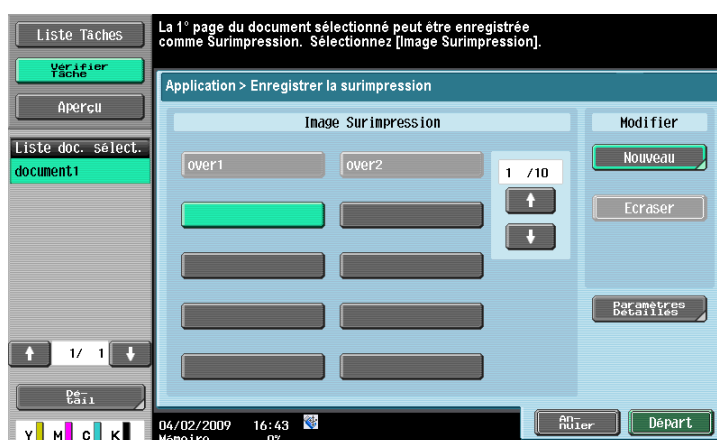 Liste Tâches
Vérifier
Tâche
Aperçu
Liste doc. sélect.
document1
1/ 1
Dé-
tail
Y M C K
La 1° page du document sélectionné peut être enregistrée
comme Surimpression. Sélectionnez [Image Surimpression].
Application > Enregistrer la surimpression
Image Surimpression
over1
over2
1 /10
Modifier
Nouveau
Ecraser
Paramètres
Détaillés
04/02/2009 16:43
Mémoire 0%
An-
nuler
Départ